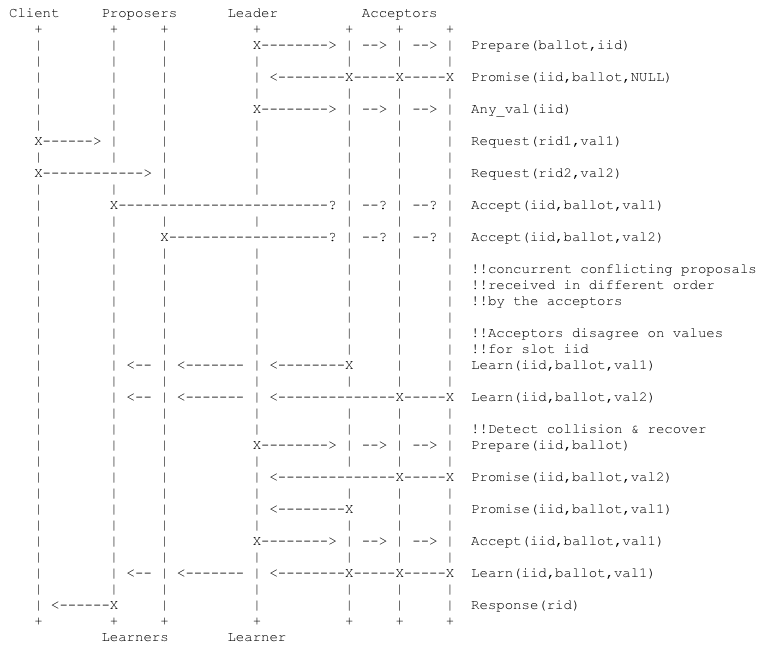 Client Proposers Leader Acceptors
Prepare(ballot,iid)
Promise(iid,ballot,NULL)
Any_val(iid)
Request(rid1,val1)
Request(rid2,val2)
Accept(iid,ballot,val1)
Accept(iid,ballot,val2)
!!concurrent conflicting proposals
!!received in different order
!!by the acceptors
!!Acceptors disagree on values
!!for slot iid
Learn(iid,ballot,val1)
Learn(iid,ballot,val2)
!!Detect collision & recover
Prepare(iid,ballot)
Promise(iid,ballot,val2)
Promise(iid,ballot,val1)
Accept(iid,ballot,val1)
Learn(iid,ballot,val1)
Response(rid)
Learners Learner